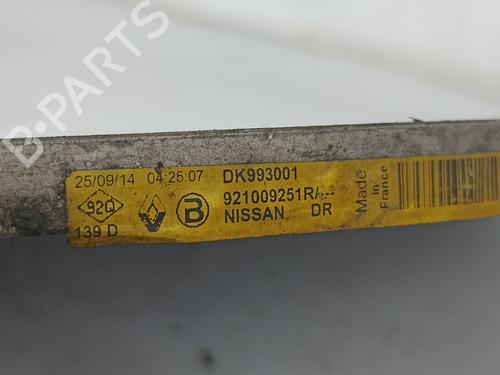 B-PARTS
25/09/14 04:25:07 DK993001
92Q B 921009251R/---
139 D NISSAN DR
Made
in
France